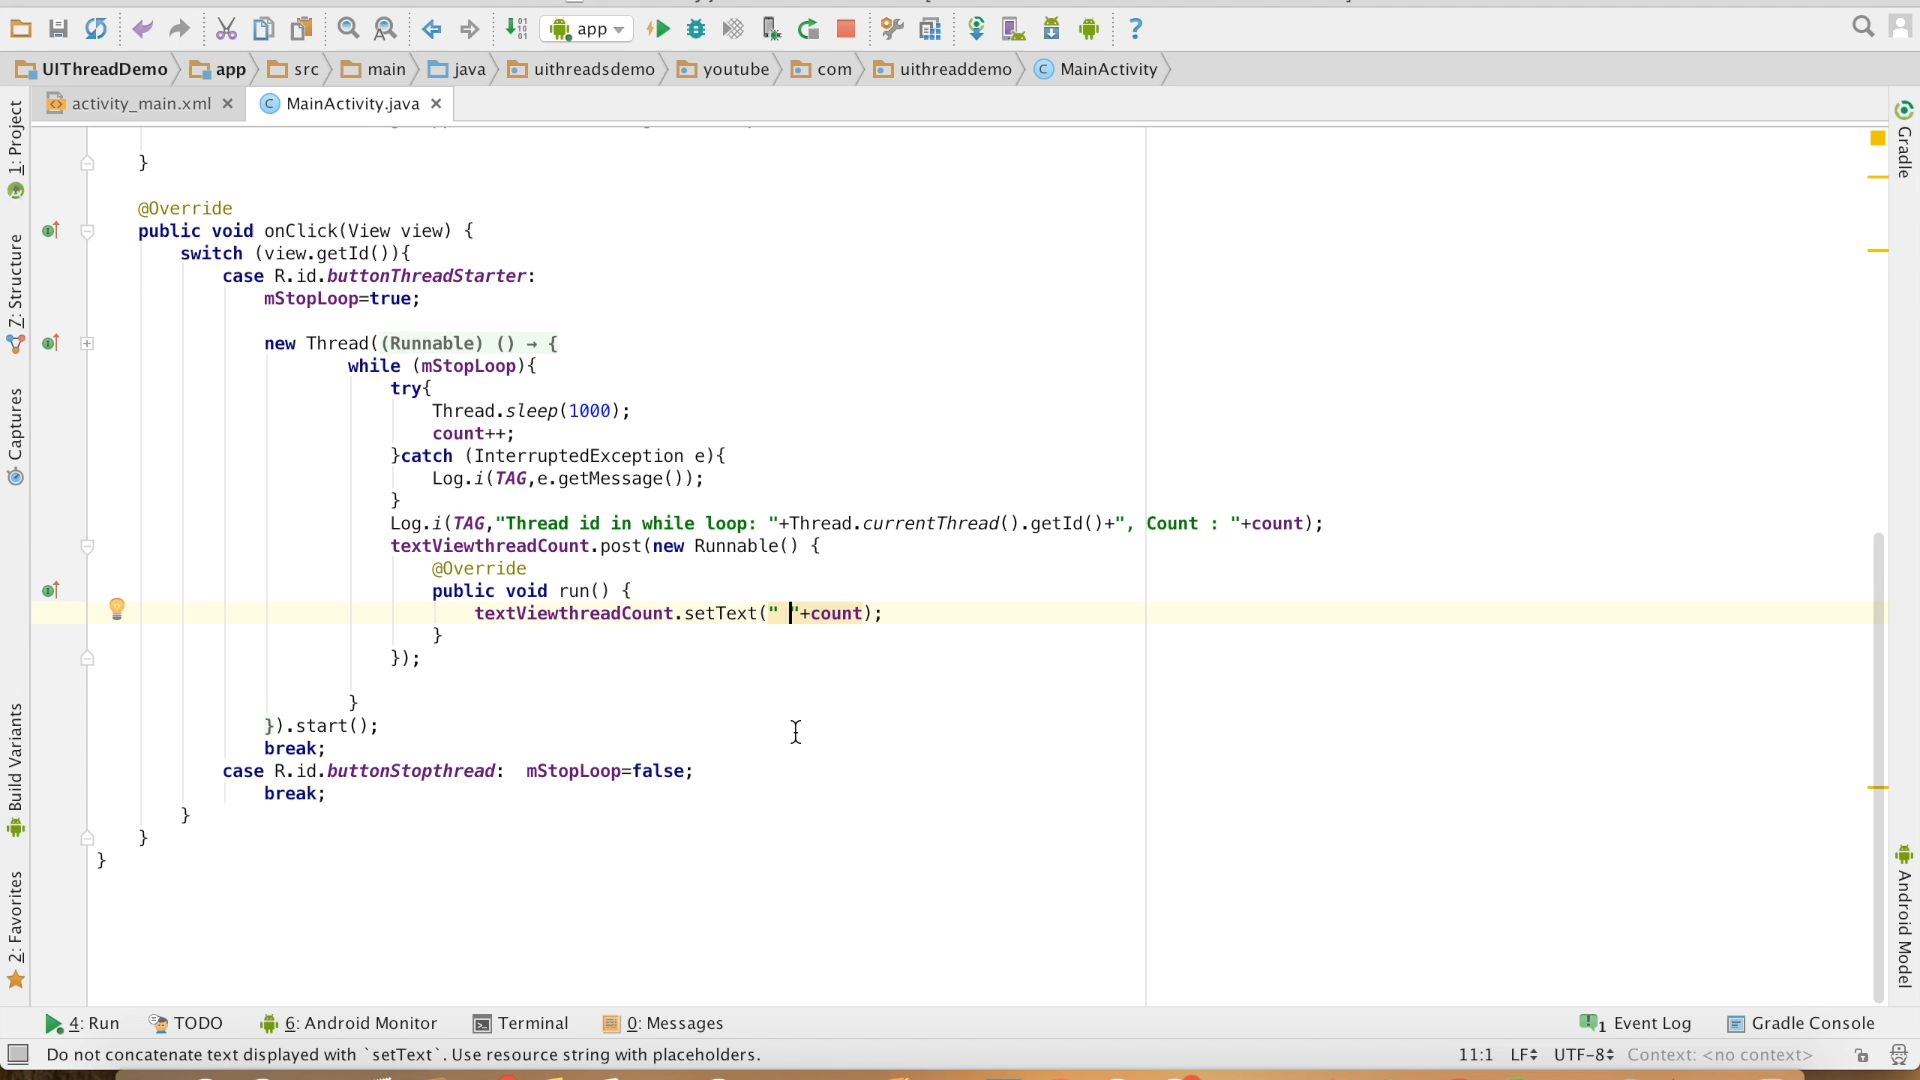 app
UIThreadDemo app src main java uithreadsdemo youtube com uithreaddemo MainActivity
activity_main.xml MainActivity.java
}
@Override
public void onClick(View view) {
switch (view.getId()){
case R.id.buttonThreadStarter:
mStopLoop=true;
new Thread((Runnable) () → {
while (mStopLoop){
try{
Thread.sleep(1000);
count++;
}catch (InterruptedException e){
Log.i(TAG,e.getMessage());
}
Log.i(TAG,"Thread id in while loop: "+Thread.currentThread().getId()+", Count : "+count);
textViewthreadCount.post(new Runnable() {
@Override
public void run() {
textViewthreadCount.setText(" "+count);
}
});
}
}).start();
break;
case R.id.buttonStopthread:  mStopLoop=false;
break;
}
}
}
1: Project
7: Structure
Captures
Build Variants
2: Favorites
Gradle
Android Model
4: Run TODO 6: Android Monitor Terminal 0: Messages 1 Event Log Gradle Console
Do not concatenate text displayed with `setText`. Use resource string with placeholders. 11:1 LF UTF-8 Context: <no context>